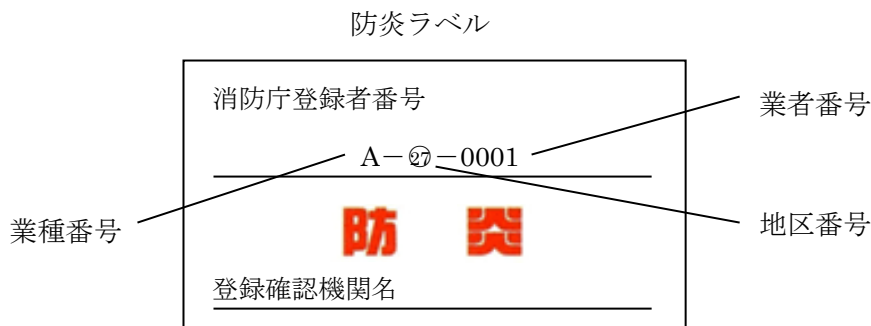 防炎ラベル
消防庁登録者番号
業者番号
A－㉗－0001
業種番号
防 炎
地区番号
登録確認機関名